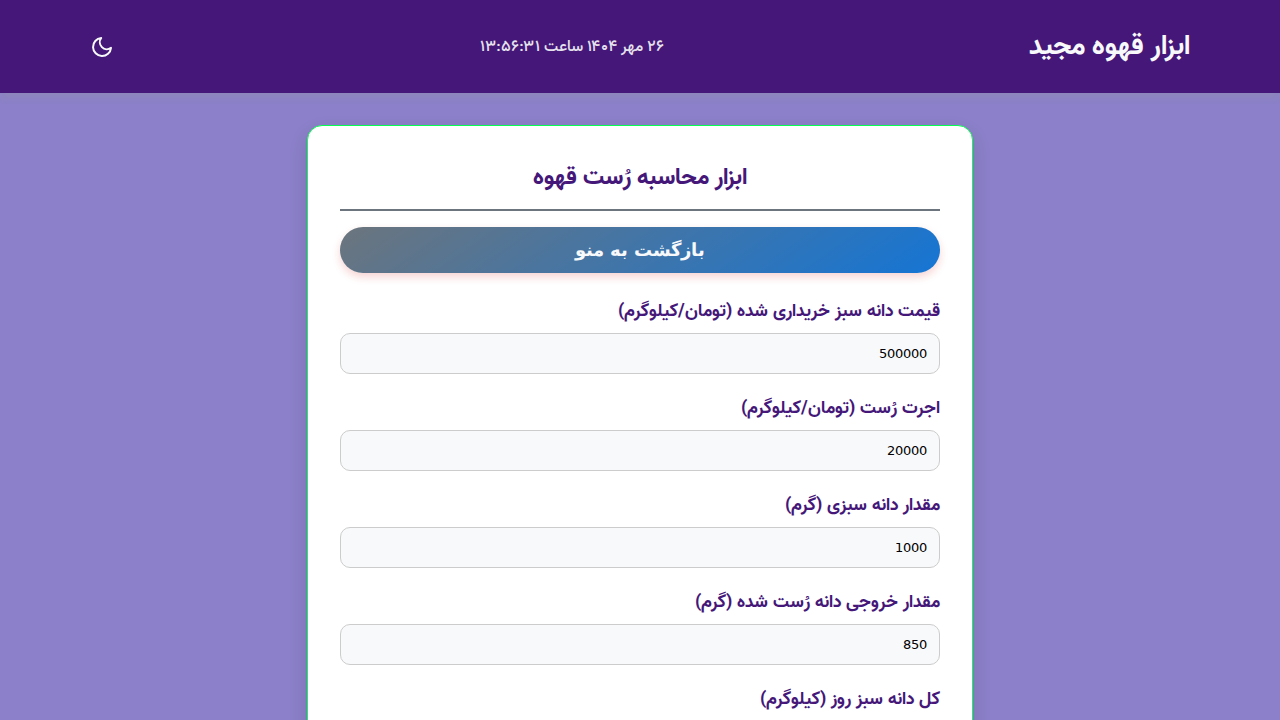 ابزار قهوه مجید
۲۶ مهر ۱۴۰۴ ساعت ۱۳:۵۶:۳۱
ابزار محاسبه رُست قهوه
بازگشت به منو
قیمت دانه سبز خریداری شده (تومان/کیلوگرم)
500000
اجرت رُست (تومان/کیلوگرم)
20000
مقدار دانه سبزی (گرم)
1000
مقدار خروجی دانه رُست شده (گرم)
850
کل دانه سبز روز (کیلوگرم)